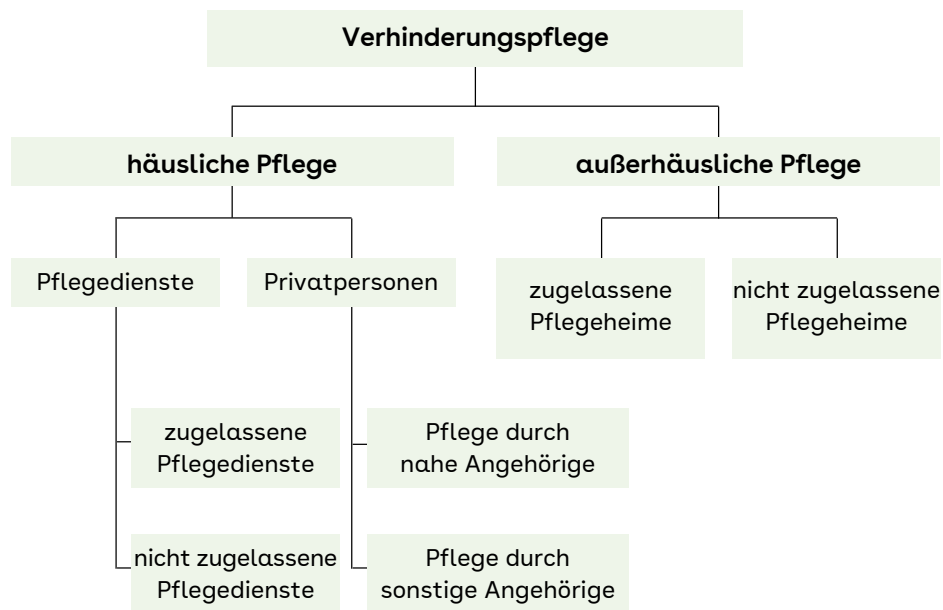 Verhinderungspflege
häusliche Pflege
außerhäusliche Pflege
Pflegedienste
Privatpersonen
zugelassene
Pflegeheime
nicht zugelassene
Pflegeheime
zugelassene
Pflegedienste
Pflege durch
nahe Angehörige
nicht zugelassene
Pflegedienste
Pflege durch
sonstige Angehörige